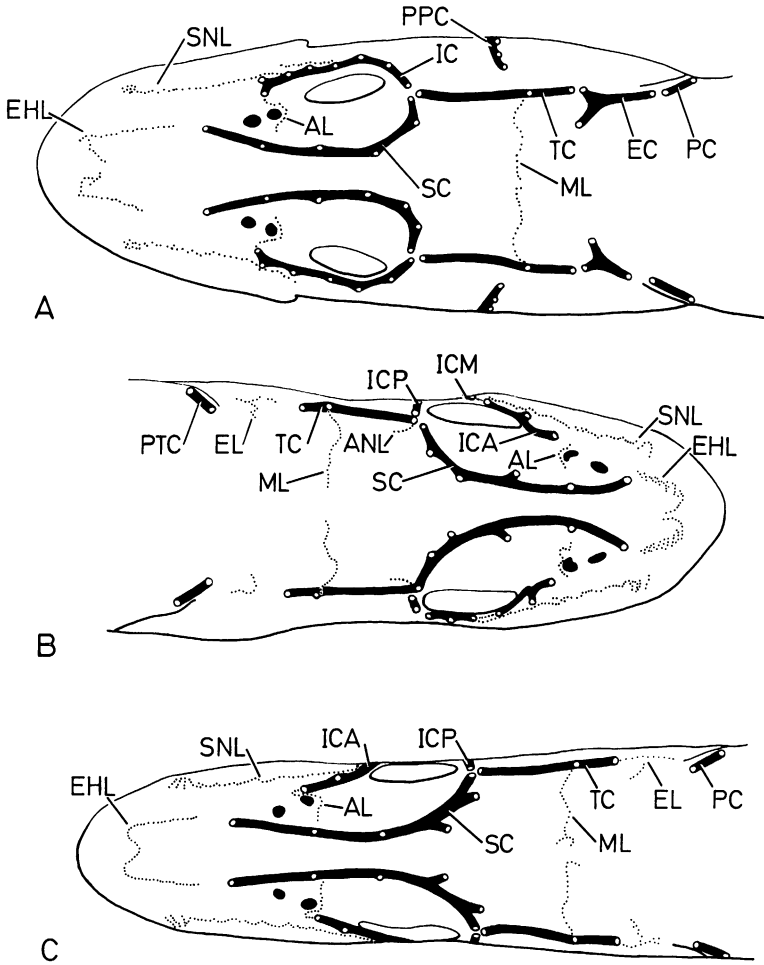 PPC
SNL
IC
EHL
AL
TC
EC
PC
SC
ML
A
ICP
ICM
SNL
PTC
EL
TC
ANL
ICA
AL
EHL
ML
SC
B
SNL
ICA
ICP
EHL
AL
TC
EL
PC
SC
ML
C